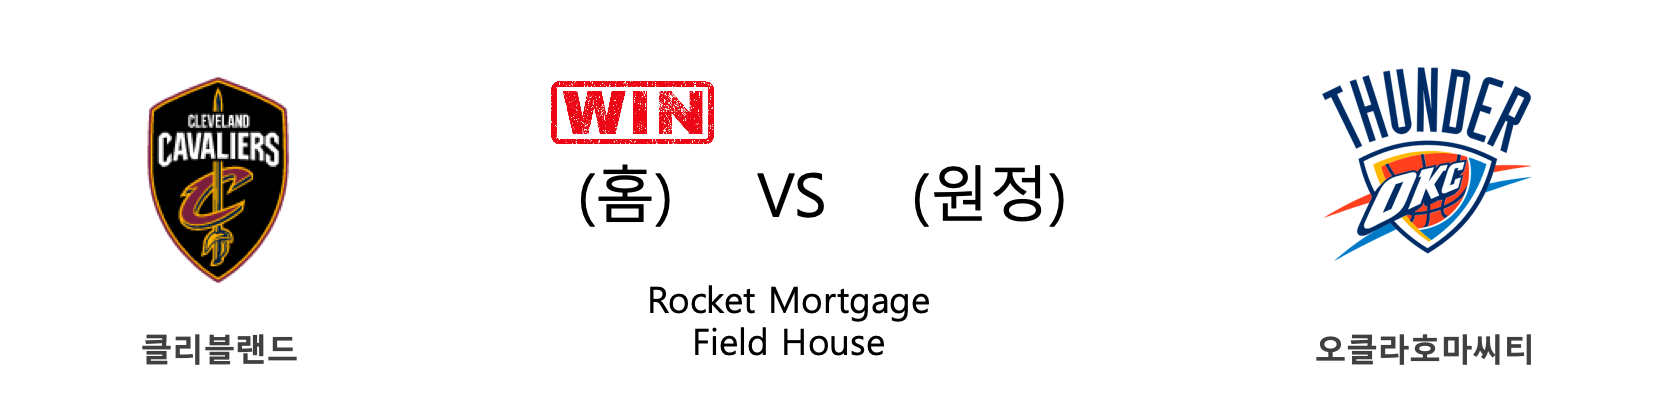 CLEVELAND
CAVALIERS
클리블랜드
WIN
(홈) VS (원정)
Rocket Mortgage
Field House
THUNDER
OKC
오클라호마씨티